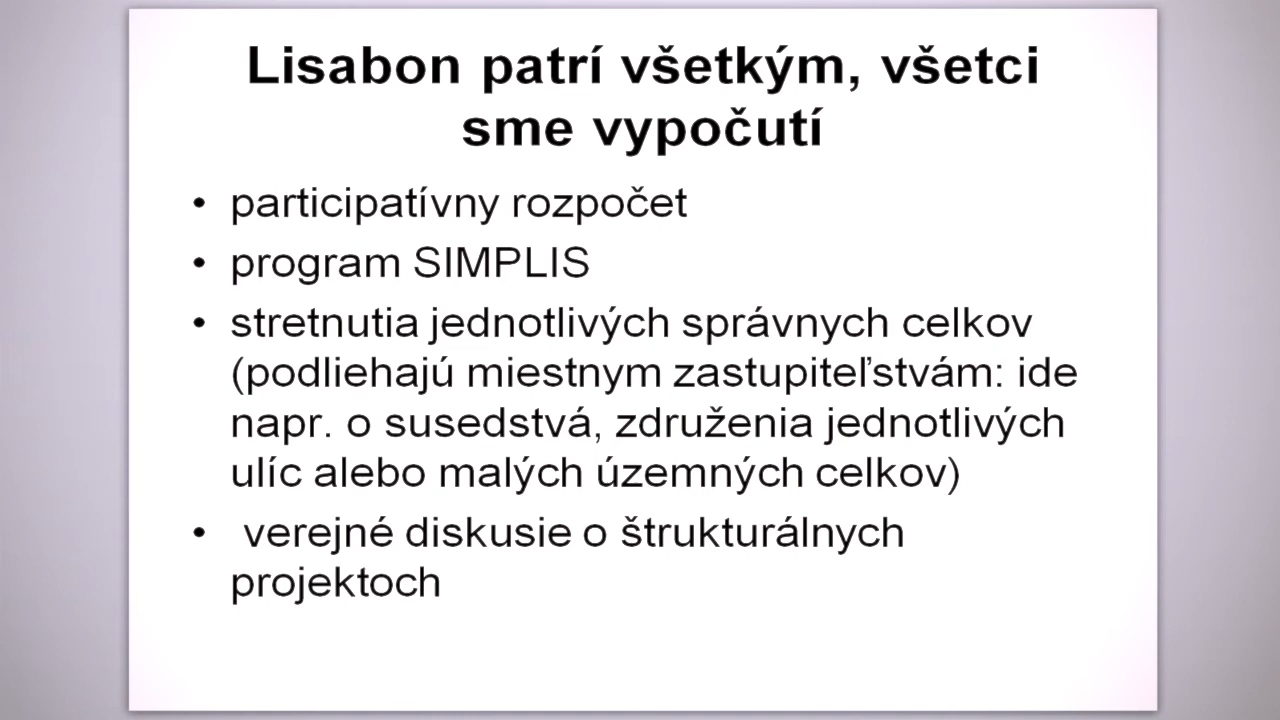 Lisabon patrí všetkým, všetci
sme vypočutí
• participatívny rozpočet
• program SIMPLIS
• stretnutia jednotlivých správnych celkov
(podliehajú miestnym zastupiteľstvám: ide
napr. o susedstvá, združenia jednotlivých
ulíc alebo malých územných celkov)
• verejné diskusie o štrukturálnych
projektoch